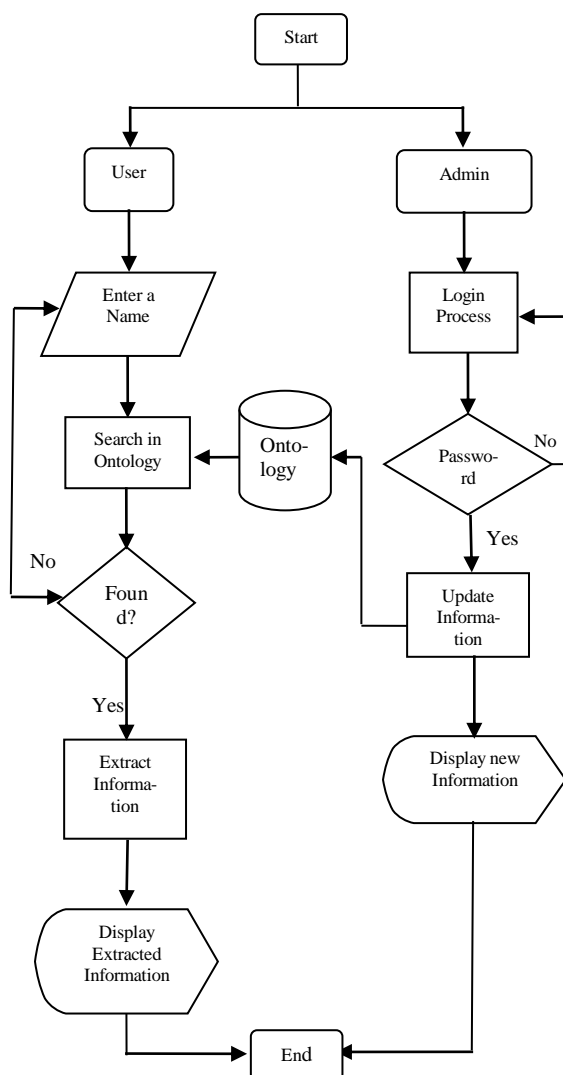 Start
User
Admin
Enter a
Name
Login
Process
Search in
Ontology
Onto-
logy
Passwo-
rd
No
Yes
No
Foun
d?
Update
Informa-
tion
Yes
Extract
Informa-
tion
Display new
Information
Display
Extracted
Information
End